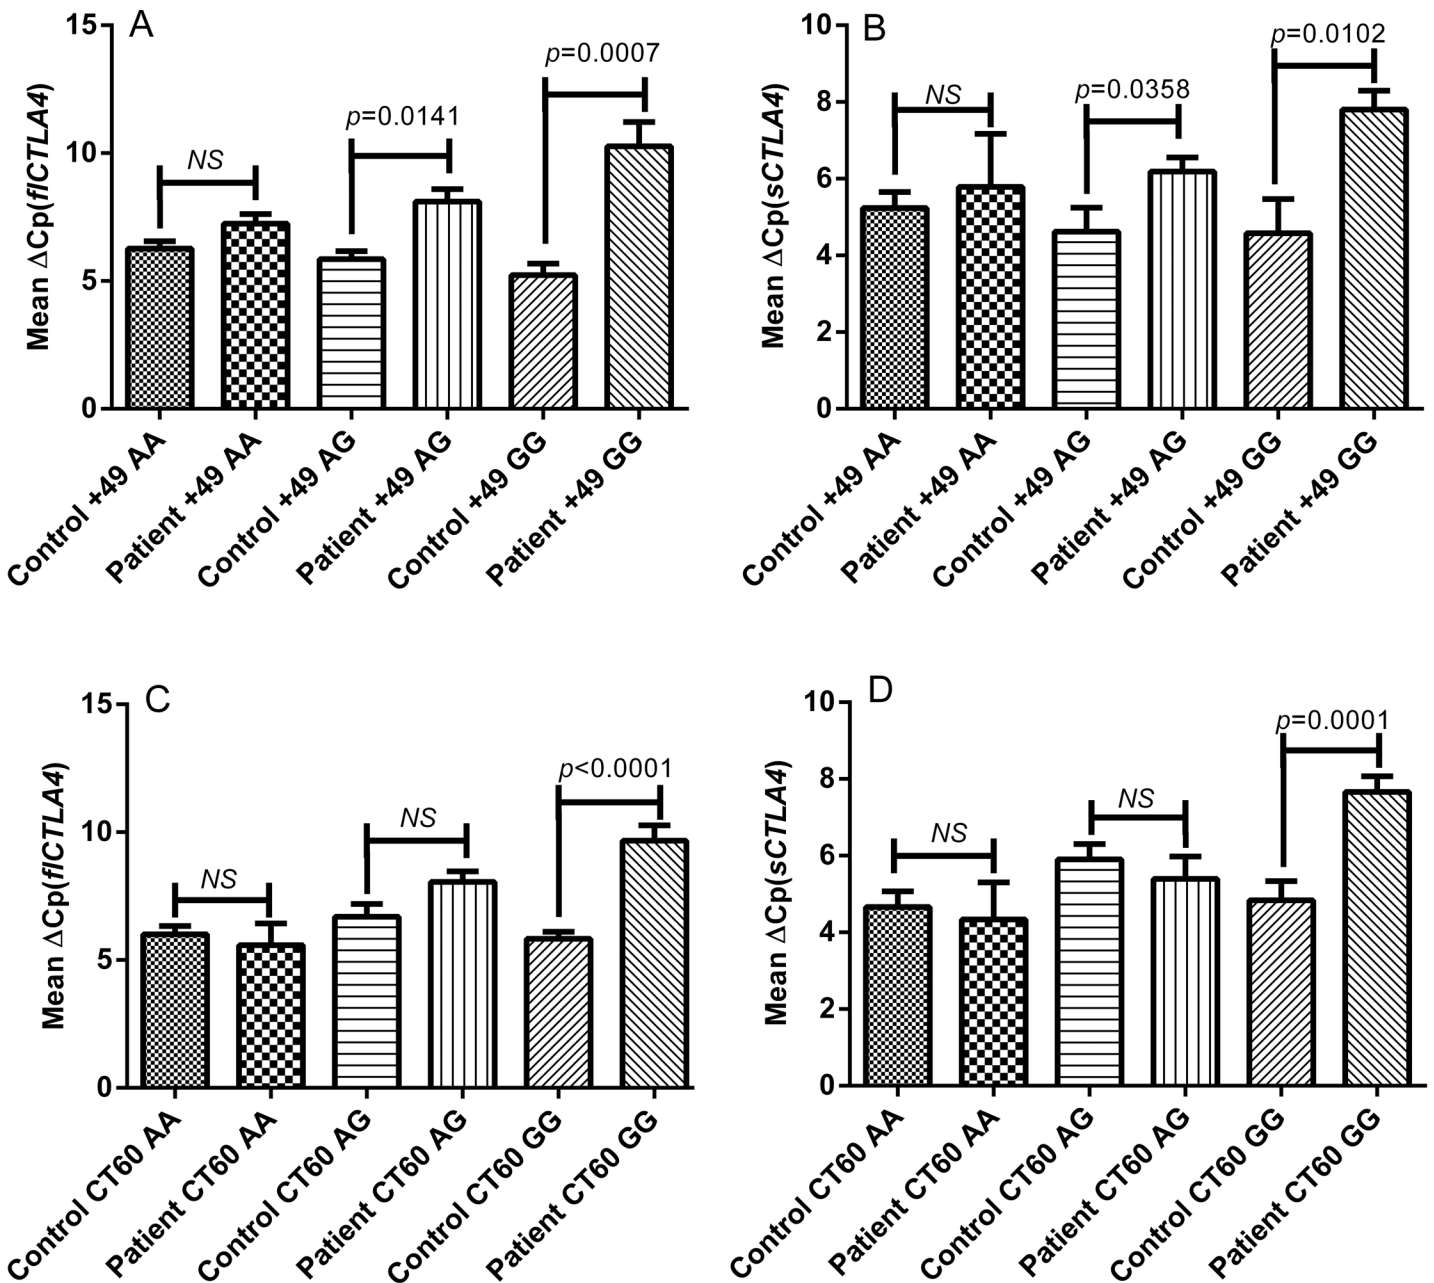 A
15
10
5
0
Mean ΔCp(flCTLA4)
NS
p=0.0141
p=0.0007
Control +49 AA
Patient +49 AA
Control +49 AG
Patient +49 AG
Control +49 GG
Patient +49 GG
B
10
8
6
4
2
0
Mean ΔCp(sCTLA4)
NS
p=0.0358
p=0.0102
Control +49 AA
Patient +49 AA
Control +49 AG
Patient +49 AG
Control +49 GG
Patient +49 GG
C
15
10
5
0
Mean ΔCp(flCTLA4)
NS
NS
p<0.0001
Control CT60 AA
Patient CT60 AA
Control CT60 AG
Patient CT60 AG
Control CT60 GG
Patient CT60 GG
D
10
8
6
4
2
0
Mean ΔCp(sCTLA4)
NS
NS
p=0.0001
Control CT60 AA
Patient CT60 AA
Control CT60 AG
Patient CT60 AG
Control CT60 GG
Patient CT60 GG